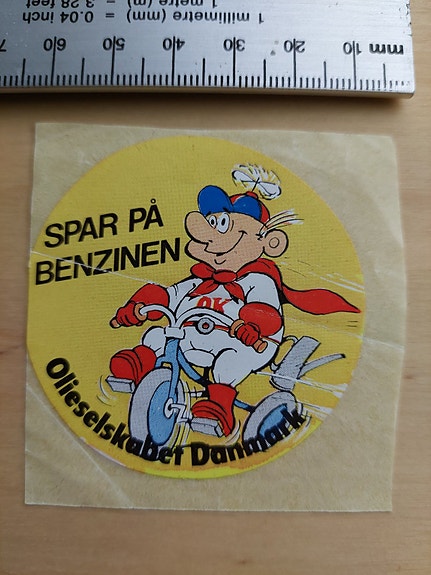 1 metre (m) = 3.28 feet
1 millimetre (mm) = 0.04 inch
mm 10 20 30 40 50 60 7
SPAR PÅ
BENZINEN
OK
Olieselskabet Danmark